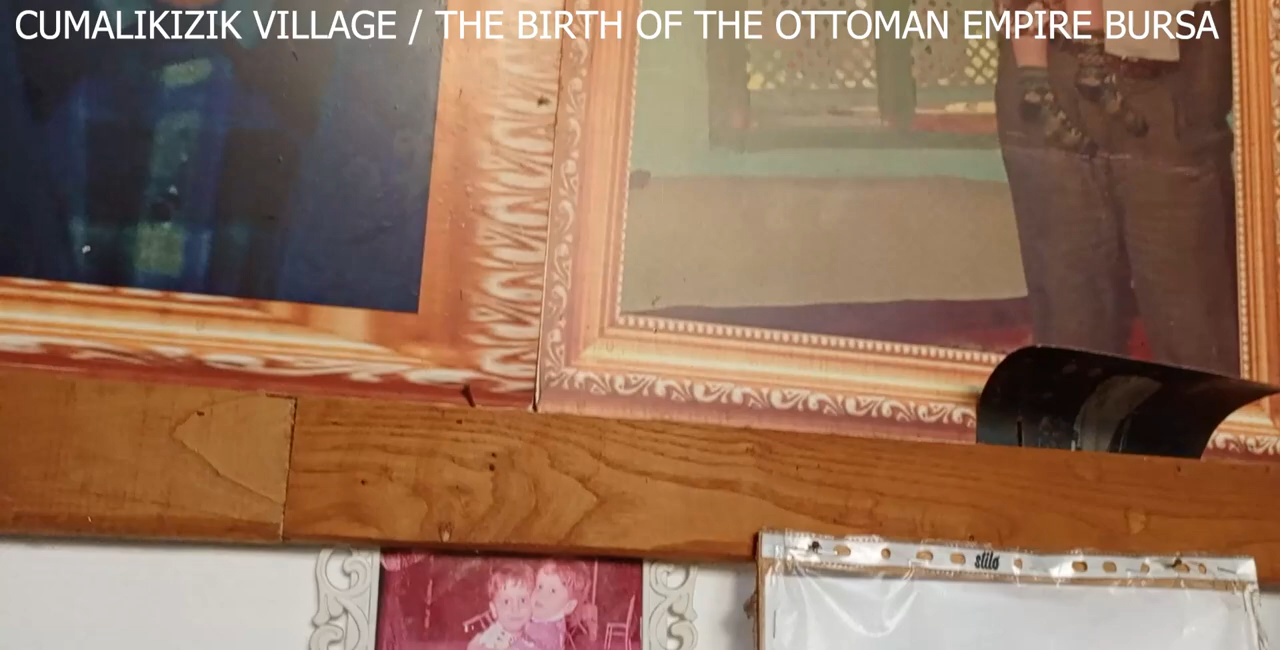 CUMALIKIZIK VILLAGE / THE BIRTH OF THE OTTOMAN EMPIRE BURSA
stilo